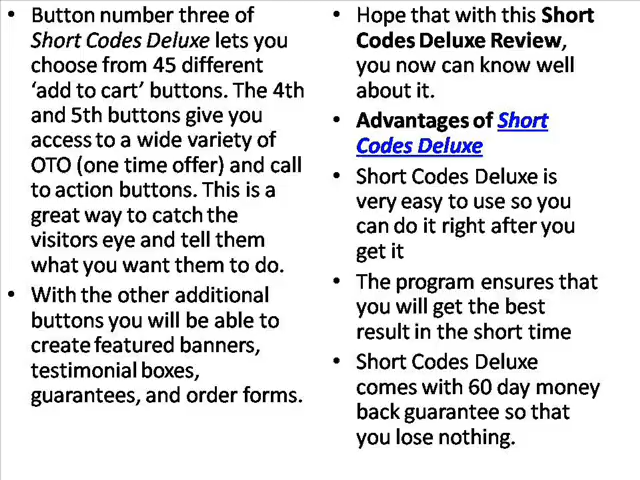 • Button number three of
Short Codes Deluxe lets you
choose from 45 different
‘add to cart’ buttons. The 4th
and 5th buttons give you
access to a wide variety of
OTO (one time offer) and call
to action buttons. This is a
great way to catch the
visitors eye and tell them
what you want them to do.
• With the other additional
buttons you will be able to
create featured banners,
testimonial boxes,
guarantees, and order forms.
• Hope that with this Short
Codes Deluxe Review,
you now can know well
about it.
• Advantages of Short
Codes Deluxe
• Short Codes Deluxe is
very easy to use so you
can do it right after you
get it
• The program ensures that
you will get the best
result in the short time
• Short Codes Deluxe
comes with 60 day money
back guarantee so that
you lose nothing.